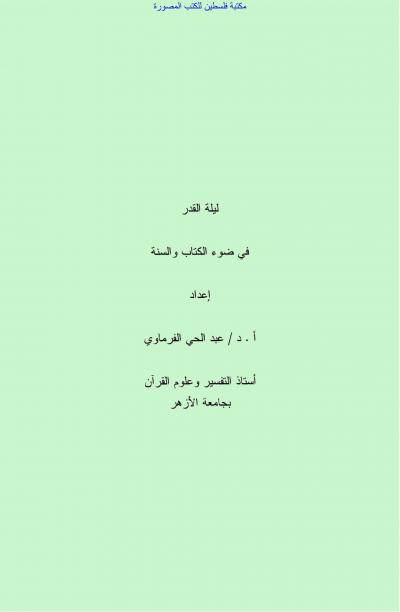 مكتبة فلسطين للكتب المصورة
ليلة القدر
في ضوء الكتاب والسنة
إعداد
أ . د / عبد الحي الفرماوي
أستاذ التفسير وعلوم القرآن
بجامعة الأزهر